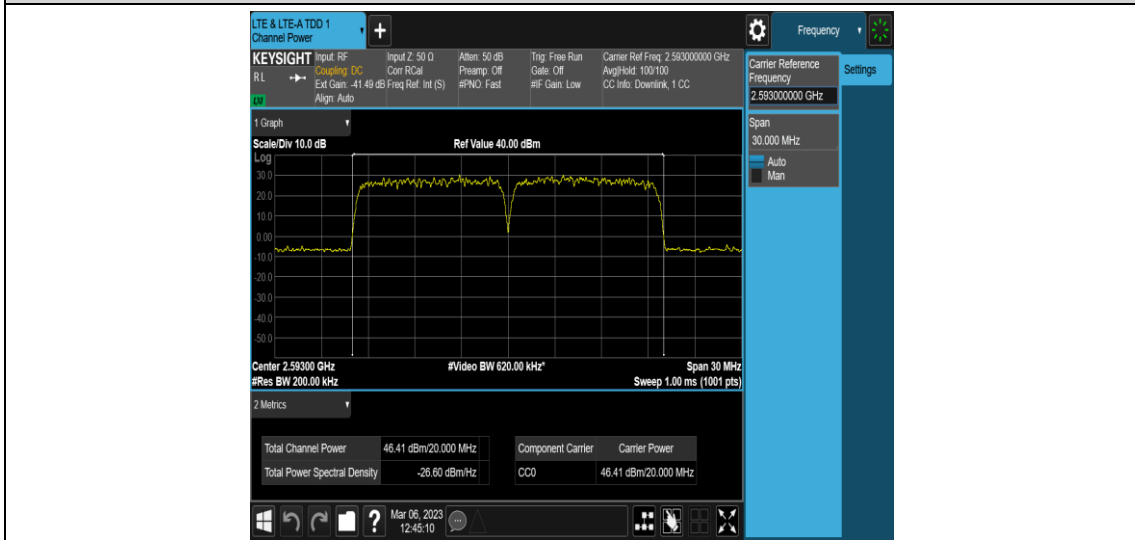 LTE & LTE-A TDD 1
Channel Power
+
Frequency
KEYSIGHT
RL
LXI
Input: RF
Coupling: DC
Ext Gain: -41.49 dB
Align: Auto
Input Z: 50 Ω
Corr RCal
Freq Ref: Int (S)
Atten: 50 dB
Preamp: Off
#PNO: Fast
Trig: Free Run
Gate: Off
#IF Gain: Low
Carrier Ref Freq: 2.593000000 GHz
Avg|Hold: 100/100
CC Info: Downlink, 1 CC
Carrier Reference
Frequency
2.593000000 GHz
Settings
Span
30.000 MHz
Auto
Man
1 Graph
Scale/Div 10.0 dB
Ref Value 40.00 dBm
Log
30.0
20.0
10.0
0.00
-10.0
-20.0
-30.0
-40.0
-50.0
Center 2.59300 GHz
#Video BW 620.00 kHz*
Span 30 MHz
#Res BW 200.00 kHz
Sweep 1.00 ms (1001 pts)
2 Metrics
Total Channel Power 46.41 dBm/20.000 MHz
Total Power Spectral Density -26.60 dBm/Hz
Component Carrier Carrier Power
CC0 46.41 dBm/20.000 MHz
?
Mar 06, 2023
12:45:10